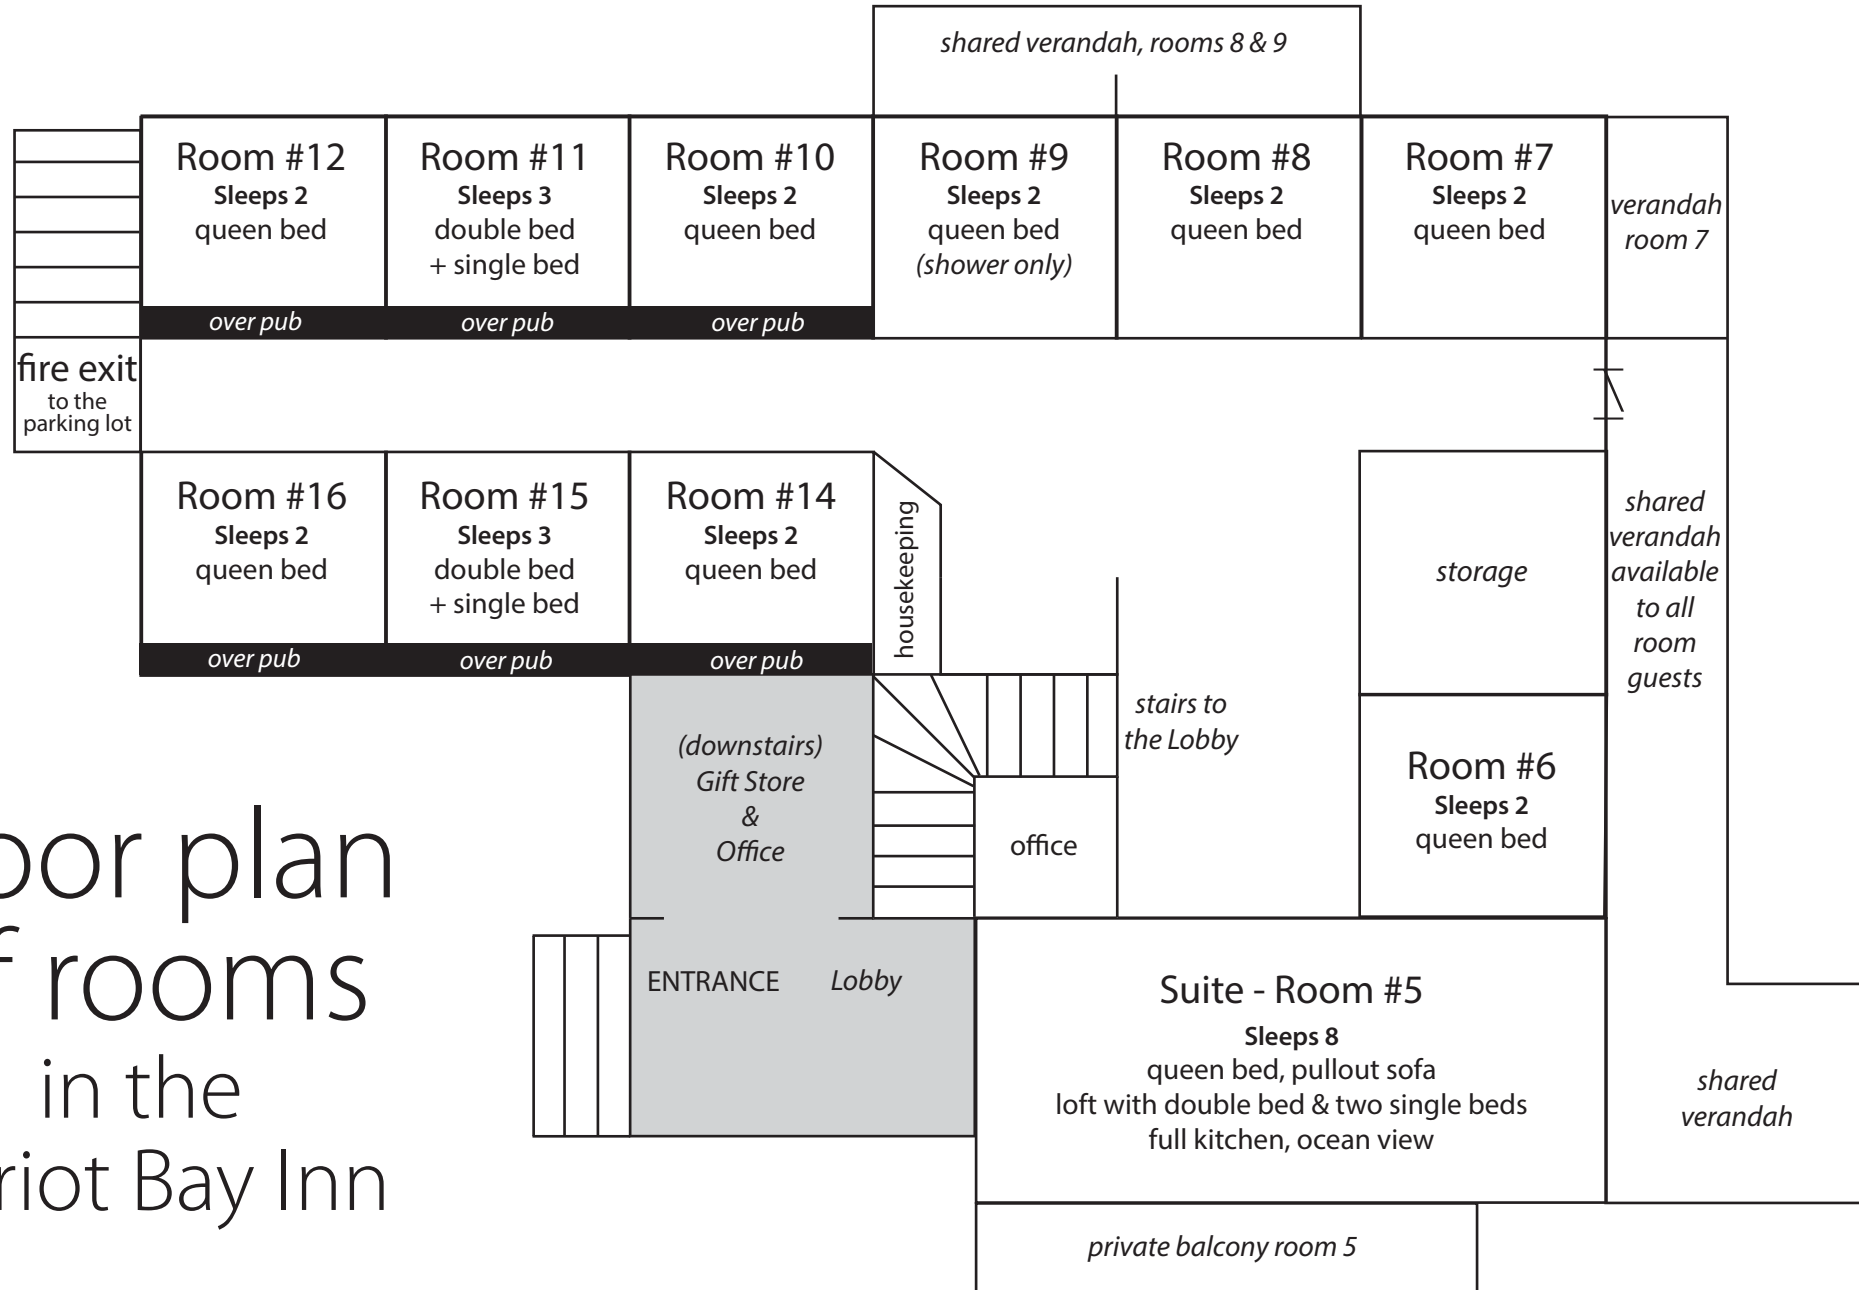 shared verandah, rooms 8 & 9
Room #12
Sleeps 2
queen bed
over pub
Room #11
Sleeps 3
double bed
+ single bed
over pub
Room #10
Sleeps 2
queen bed
over pub
Room #9
Sleeps 2
queen bed
(shower only)
Room #8
Sleeps 2
queen bed
Room #7
Sleeps 2
queen bed
verandah
room 7
fire exit
to the
parking lot
Room #16
Sleeps 2
queen bed
over pub
Room #15
Sleeps 3
double bed
+ single bed
over pub
Room #14
Sleeps 2
queen bed
over pub
housekeeping
storage
shared
verandah
available
to all
room
guests
stairs to
the Lobby
(downstairs)
Gift Store
&
Office
office
Room #6
Sleeps 2
queen bed
ENTRANCE
Lobby
Suite - Room #5
Sleeps 8
queen bed, pullout sofa
loft with double bed & two single beds
full kitchen, ocean view
shared
verandah
private balcony room 5
oor plan
f rooms
in the
riot Bay Inn